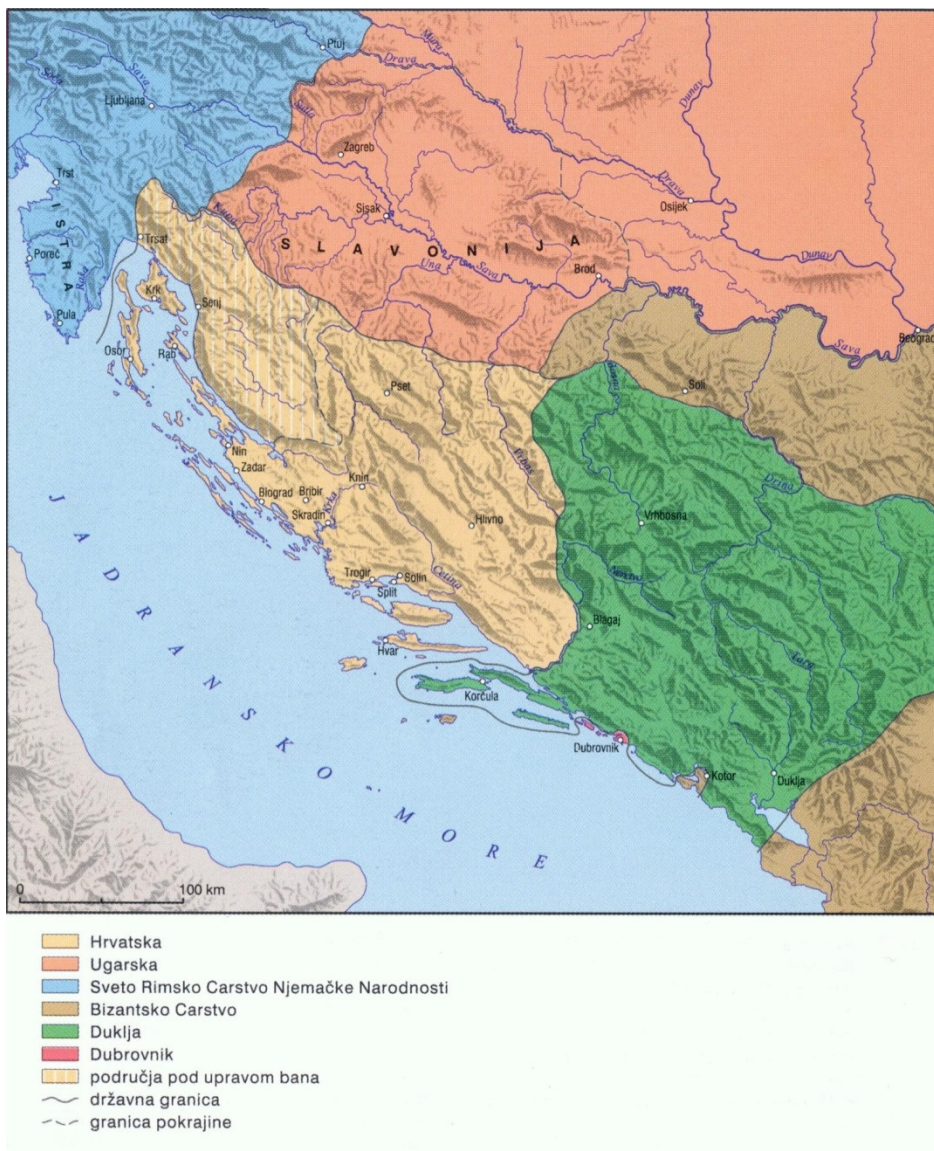 Ptuj
Mura
Drava
Dunav
Soča
Sava
Ljubljana
Sutla
Zagreb
Trst
Drava
Osijek
Sisak
Kupa
I S T R A
S L A V O N I J A
Trsat
Poreč
Raša
Una
Sava
Brod
Dunav
Krk
Senj
Pula
Beograd
Osor
Rab
Sava
Bosna
Pset
Soli
Vrbas
Nin
Zadar
Knin
Drina
Biograd
Bribir
Krka
Skradin
Hlivno
Vrhbosna
Trogir
Solin
Cetina
Neretva
Split
Blagaj
Hvar
Tara
Korčula
Dubrovnik
Kotor
Duklja
J A D R A N S K O M O R E
0 100 km
Hrvatska
Ugarska
Sveto Rimsko Carstvo Njemačke Narodnosti
Bizantsko Carstvo
Duklja
Dubrovnik
područja pod upravom bana
državna granica
granica pokrajine